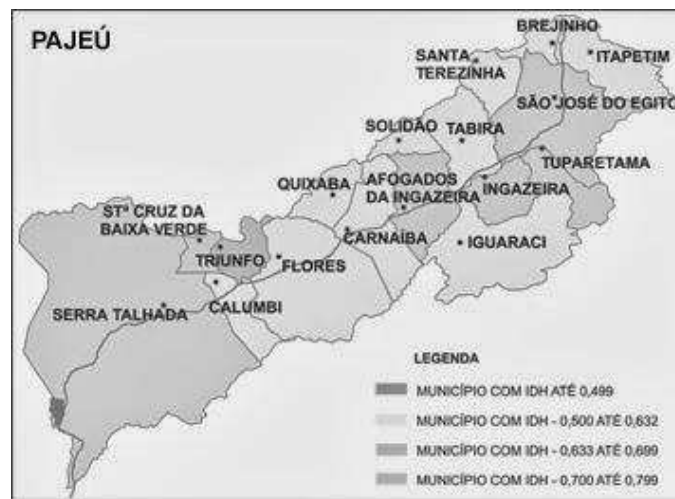 PAJEÚ
BREJINHO
ITAPETIM
SANTA
TEREZINHA
SÃO JOSÉ DO EGITO
SOLIDÃO
TABIRA
TUPARETAMA
QUIXABA
AFOGADOS
DA INGAZEIRA
INGAZEIRA
STª CRUZ DA
BAIXA VERDE
TRIUNFO
FLORES
CARNAÍBA
IGUARACI
CALUMBI
SERRA TALHADA
LEGENDA
MUNICÍPIO COM IDH ATÉ 0,499
MUNICÍPIO COM IDH - 0,500 ATÉ 0,632
MUNICÍPIO COM IDH - 0,633 ATÉ 0,699
MUNICÍPIO COM IDH - 0,700 ATÉ 0,799